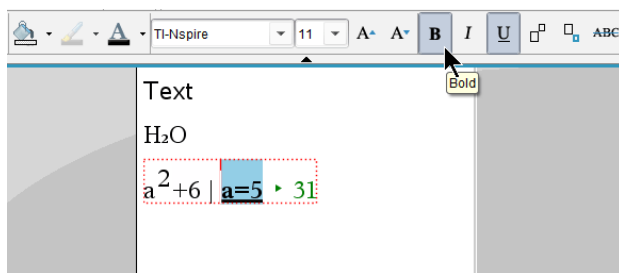 TI-Nspire 11 A A B I U ABC
Bold
Text
H₂O
a²+6 | a=5 ▸ 31